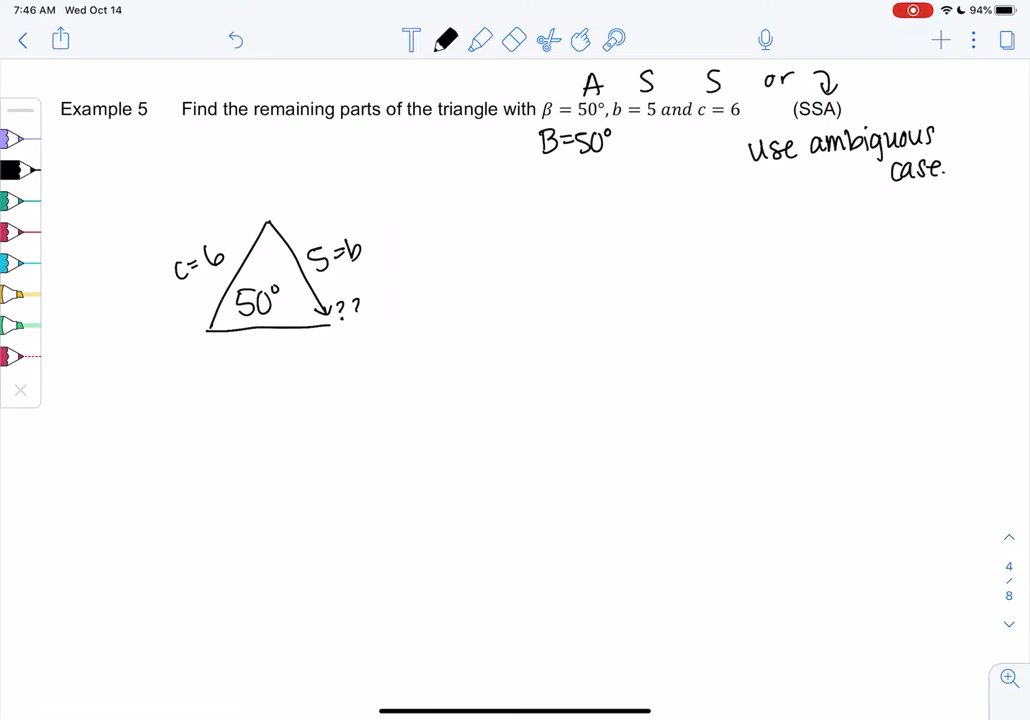 7:46 AM Wed Oct 14
94%
T
A S S or
Example 5 Find the remaining parts of the triangle with β = 50°, b = 5 and c = 6 (SSA)
B=50°
use ambiguous
case.
c=6
5=b
50°
??
4
/
8